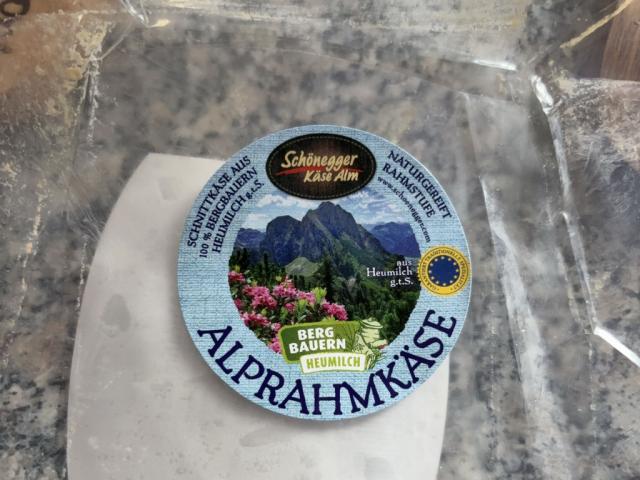 Schönegger
Käse Alm
SCHNITTKÄSE AUS
100 % BERGBAUERN
HEUMILCH g.t.S.
NATURGEREIFT
RAHMSTUFE
www.schoenegger.com
aus
Heumilch
g.t.S.
BERG
BAUERN
HEUMILCH
ALPRAHMKÄSE